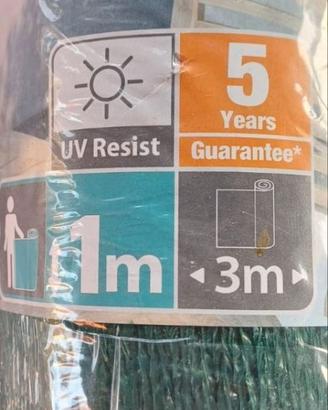 UV Resist
5
Years
Guarantee*
1m
3m